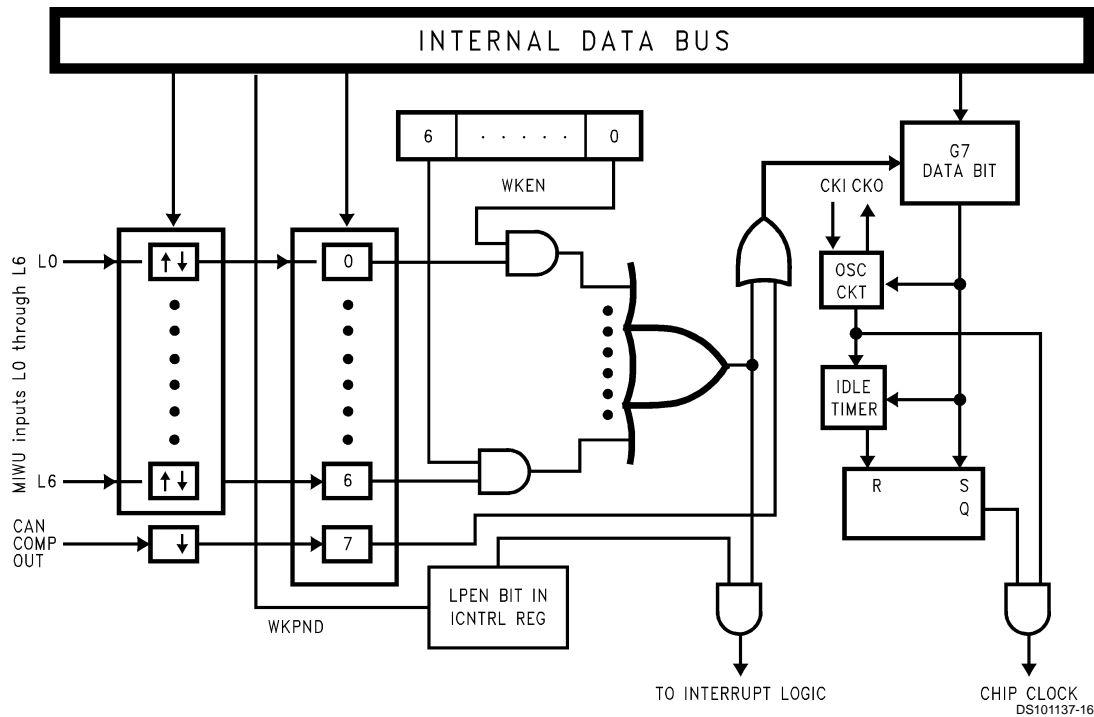 INTERNAL DATA BUS
6 · · · · · 0
WKEN
G7
DATA BIT
CKI CKO
MIWU inputs L0 through L6
L0
0
OSC
CKT
IDLE
TIMER
L6
6
R S
Q
CAN
COMP
OUT
7
LPEN BIT IN
ICNTRL REG
WKPND
TO INTERRUPT LOGIC
CHIP CLOCK
DS101137-16